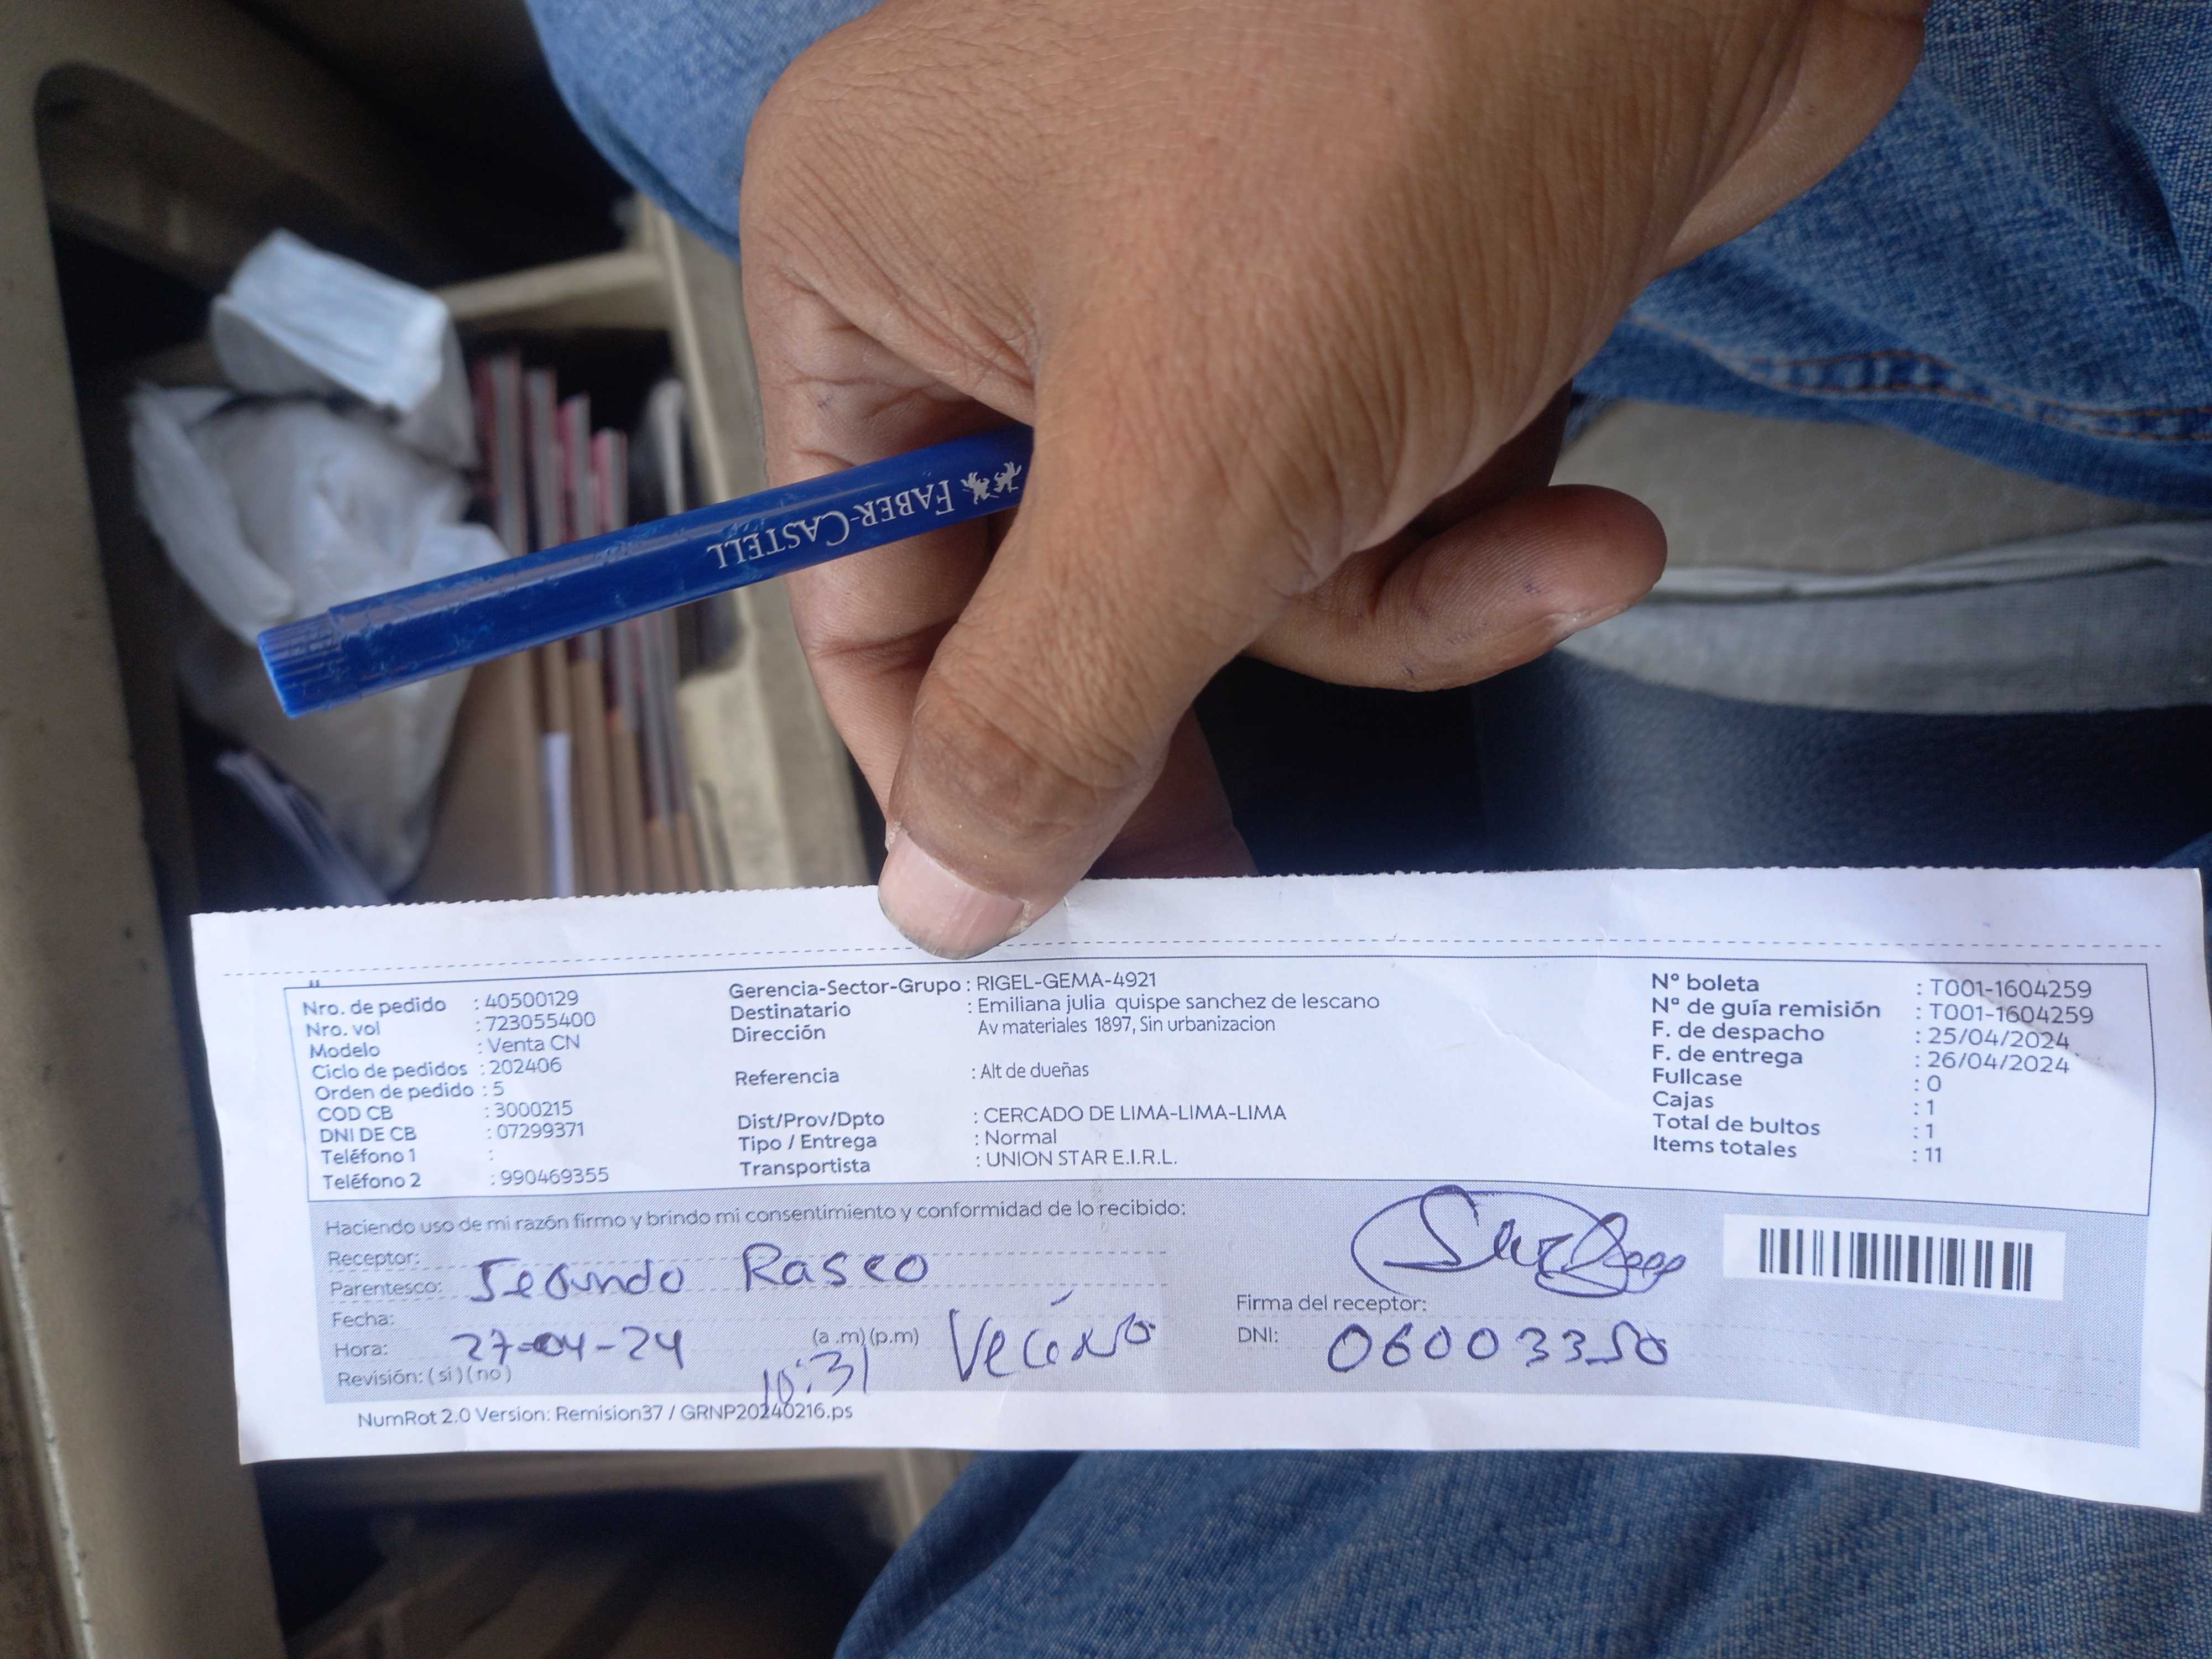 FABER-CASTELL
Nro. de pedido : 40500129
Nro. vol : 723055400
Modelo : Venta CN
Ciclo de pedidos : 202406
Orden de pedido : 5
COD CB : 3000215
DNI DE CB : 07299371
Teléfono 1 :
Teléfono 2 : 990469355
Gerencia-Sector-Grupo : RIGEL-GEMA-4921
Destinatario : Emiliana julia quispe sanchez de lescano
Dirección Av materiales 1897, Sin urbanizacion
Referencia : Alt de dueñas
Dist/Prov/Dpto : CERCADO DE LIMA-LIMA-LIMA
Tipo / Entrega : Normal
Transportista : UNION STAR E.I.R.L.
Nº boleta : T001-1604259
Nº de guía remisión : T001-1604259
F. de despacho : 25/04/2024
F. de entrega : 26/04/2024
Fullcase : 0
Cajas : 1
Total de bultos : 1
Items totales : 11
Haciendo uso de mi razón firmo y brindo mi consentimiento y conformidad de lo recibido:
Receptor:
Parentesco: Rasco
Fecha:
Hora: 27-04-24 (a.m)(p.m) 10:31
Revisión: (si) (no)
Firma del receptor:
DNI: 06003350
NumRot 2.0 Version: Remision37 / GRNP20240216.ps